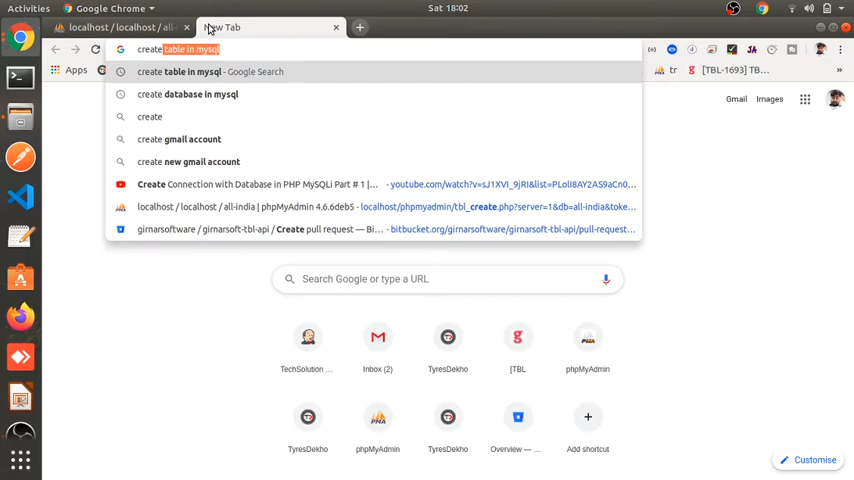 Activities
Google Chrome
Sat 18:02
localhost / localhost / all-
New Tab
create table in mysql
Apps
tr
[TBL-1693] TB...
create table in mysql - Google Search
create database in mysql
create
create gmail account
create new gmail account
Create Connection with Database in PHP MySQLi Part # 1 |... - youtube.com/watch?v=sJ1XVI_9jRI&list=PLolI8AY2AS9aCn0...
localhost / localhost / all-india | phpMyAdmin 4.6.6deb5 - localhost/phpmyadmin/tbl_create.php?server=1&db=all-india&toke...
girnarsoftware / girnarsoft-tbl-api / Create pull request — Bi... - bitbucket.org/girnarsoftware/girnarsoft-tbl-api/pull-request...
Gmail
Images
Search Google or type a URL
TechSolution ...
Inbox (2)
TyresDekho
[TBL
phpMyAdmin
TyresDekho
phpMyAdmin
TyresDekho
Overview — ...
Add shortcut
Customise